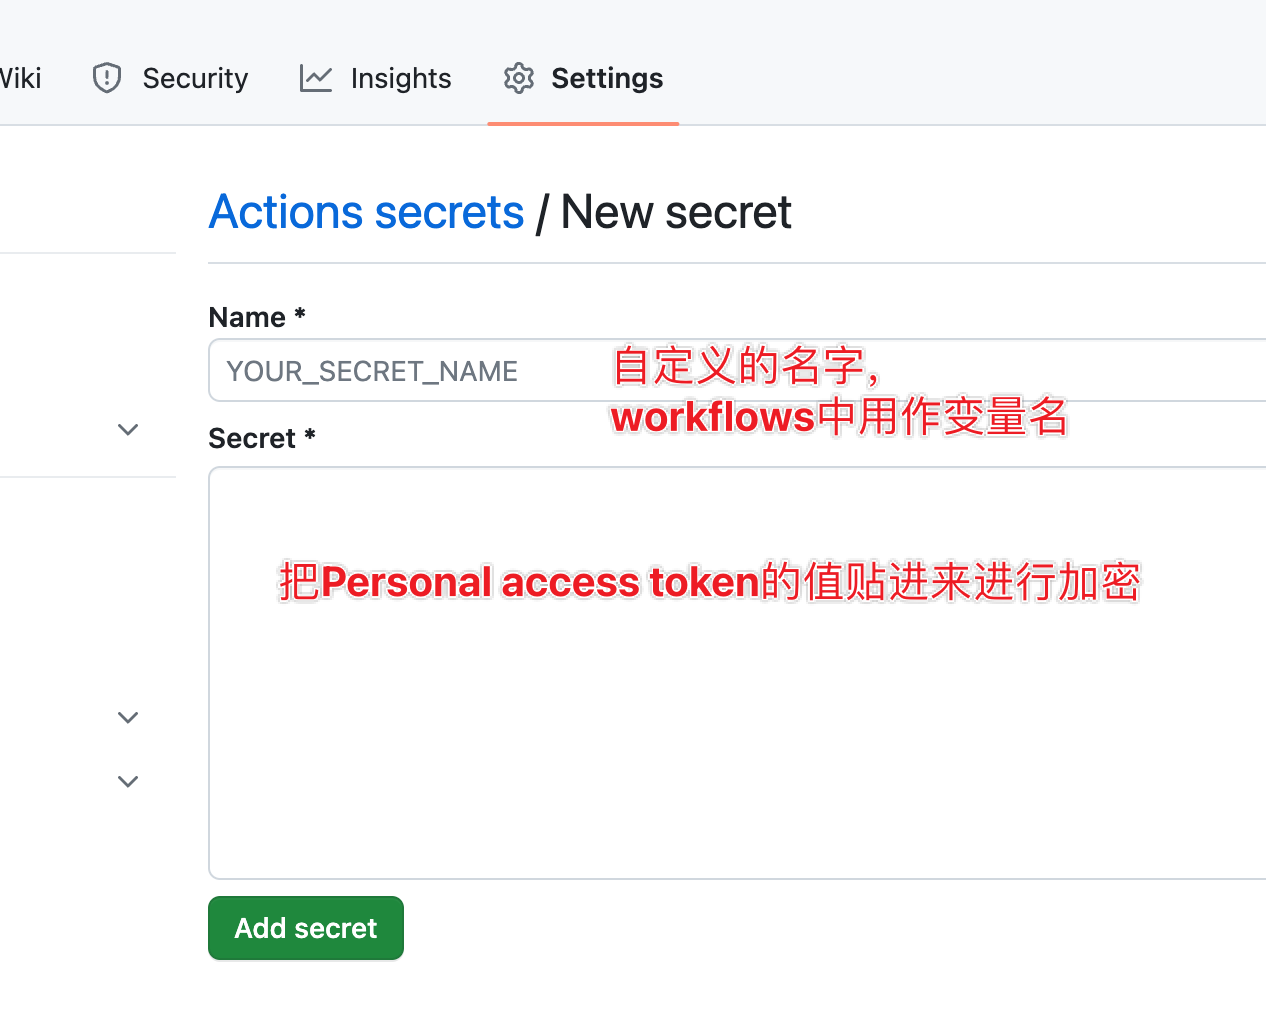 Wiki Security Insights Settings
Actions secrets / New secret
Name *
YOUR_SECRET_NAME
自定义的名字，
workflows中用作变量名
Secret *
把Personal access token的值贴进来进行加密
Add secret